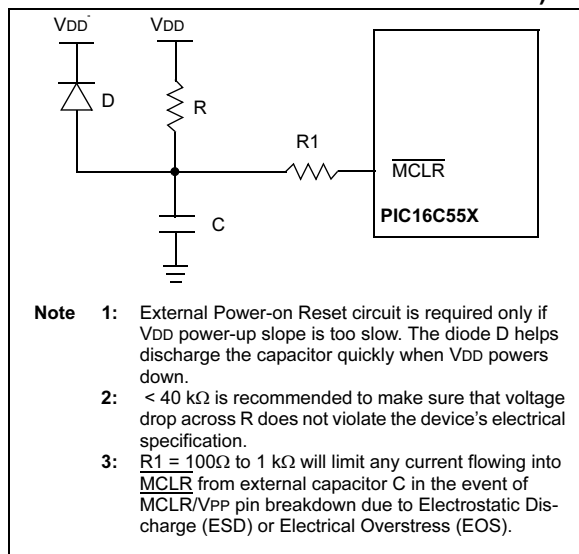 VDD VDD
D
R
R1
MCLR
C
PIC16C55X
Note 1: External Power-on Reset circuit is required only if
VDD power-up slope is too slow. The diode D helps
discharge the capacitor quickly when VDD powers
down.
2: < 40 kΩ is recommended to make sure that voltage
drop across R does not violate the device's electrical
specification.
3: R1 = 100Ω to 1 kΩ will limit any current flowing into
MCLR from external capacitor C in the event of
MCLR/VPP pin breakdown due to Electrostatic Dis-
charge (ESD) or Electrical Overstress (EOS).